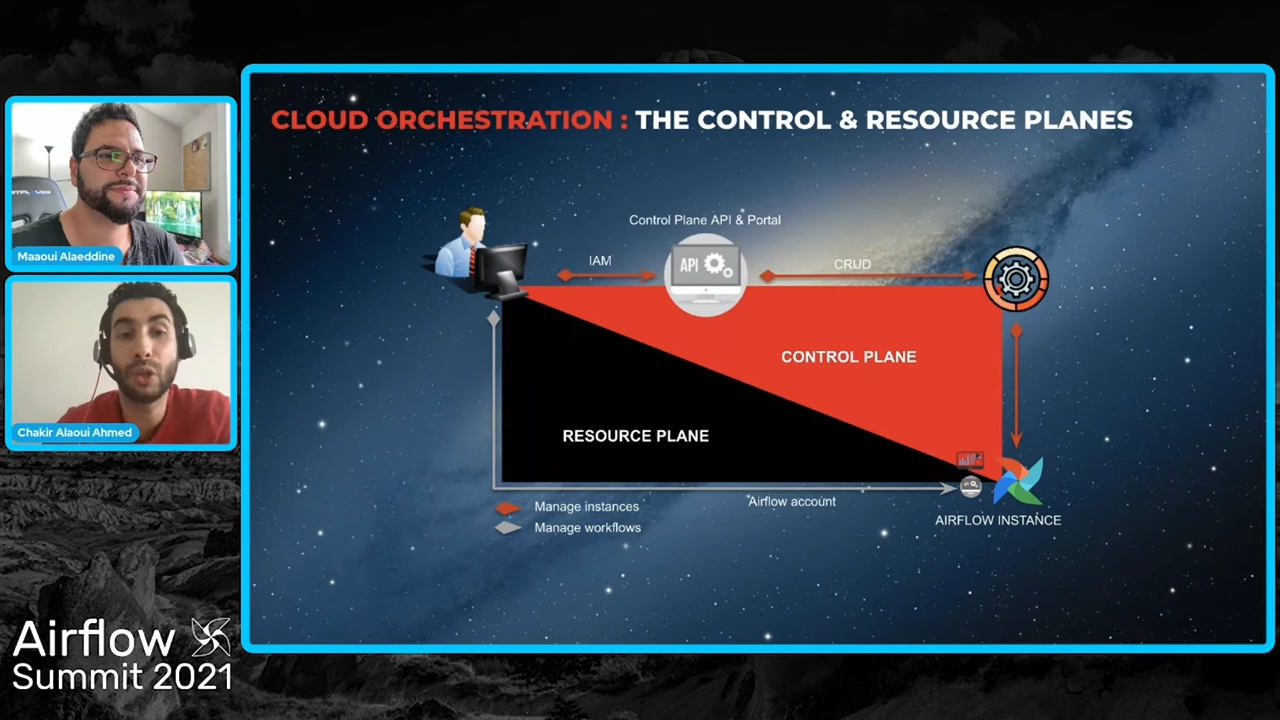 CLOUD ORCHESTRATION : THE CONTROL & RESOURCE PLANES
Maaoui Alaeddine
Chakir Alaoui Ahmed
Control Plane API & Portal
IAM
API
CRUD
CONTROL PLANE
RESOURCE PLANE
Manage instances
Airflow account
Manage workflows
AIRFLOW INSTANCE
Airflow
Summit 2021